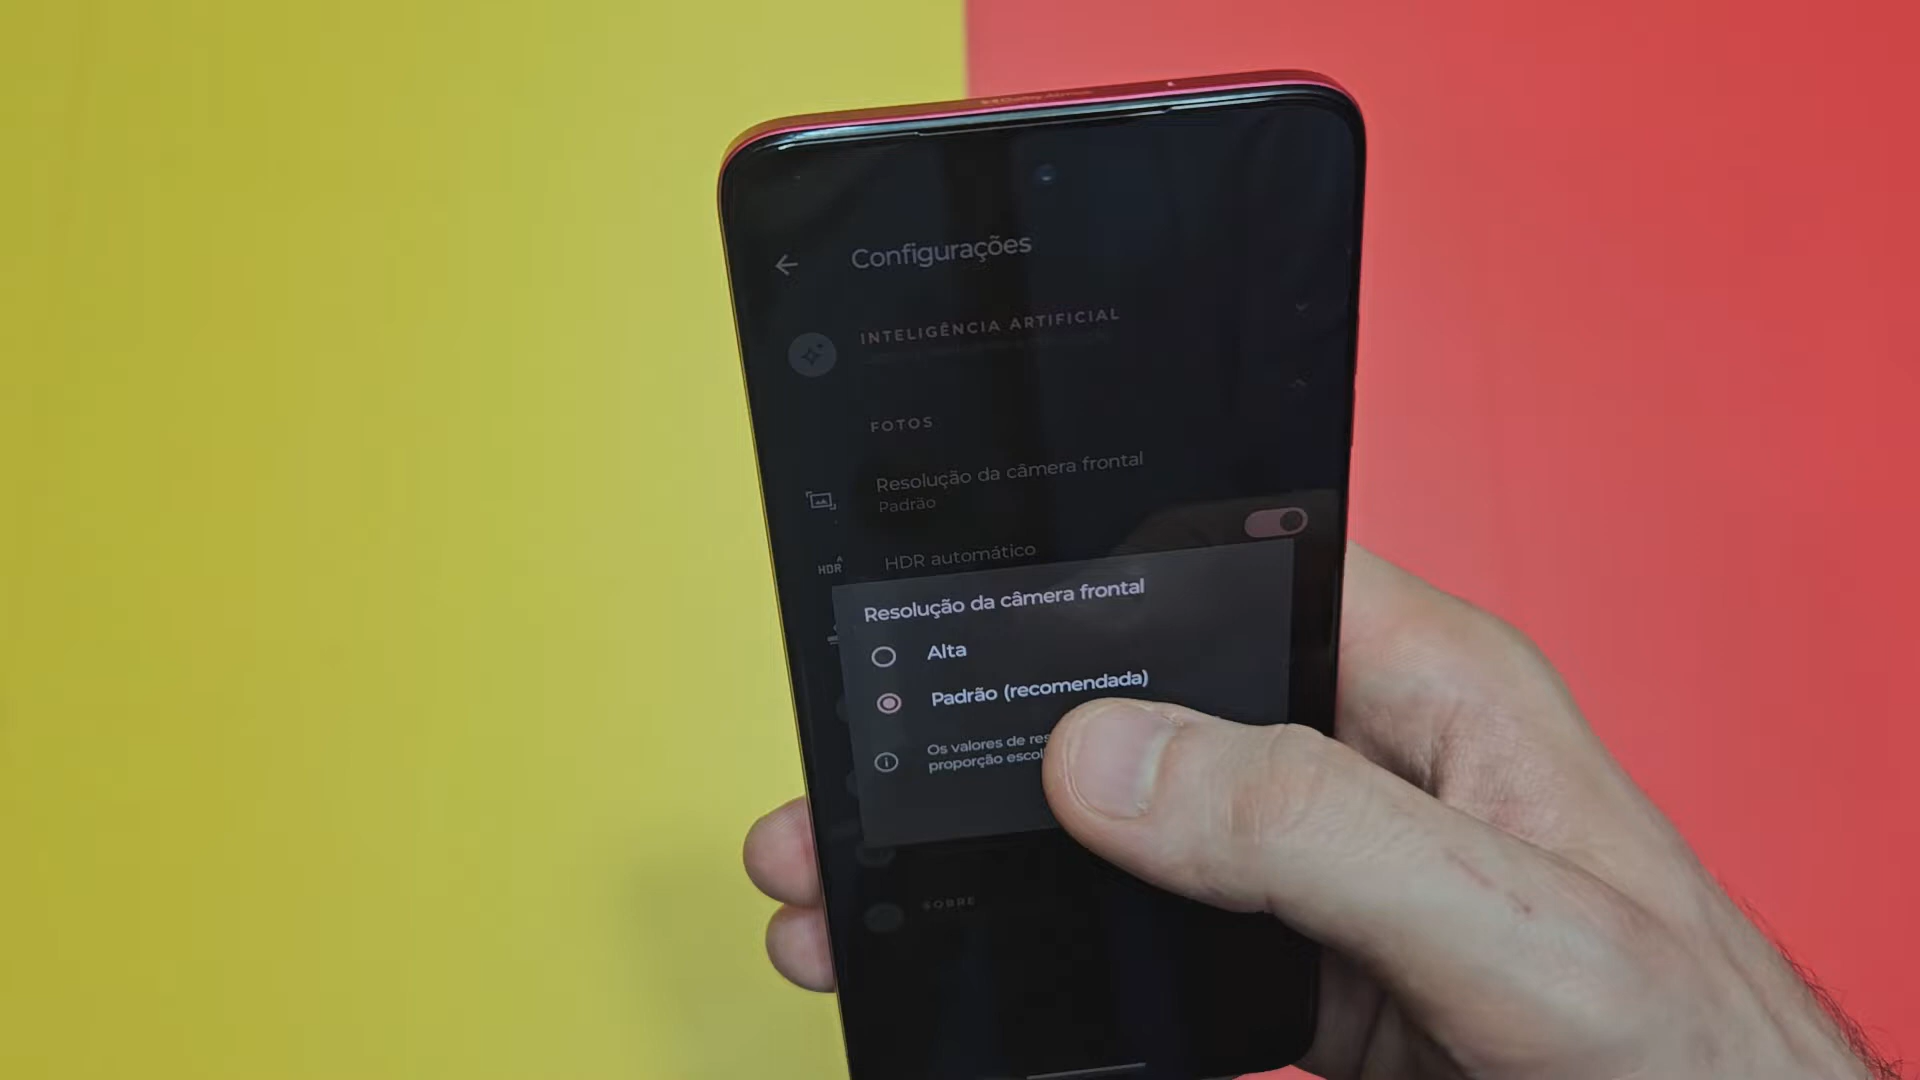 Configurações
INTELIGÊNCIA ARTIFICIAL
FOTOS
Resolução da câmera frontal
Padrão
HDR
A
HDR automático
Resolução da câmera frontal
Alta
Padrão (recomendada)
Os valores de res
proporção escol
SOBRE